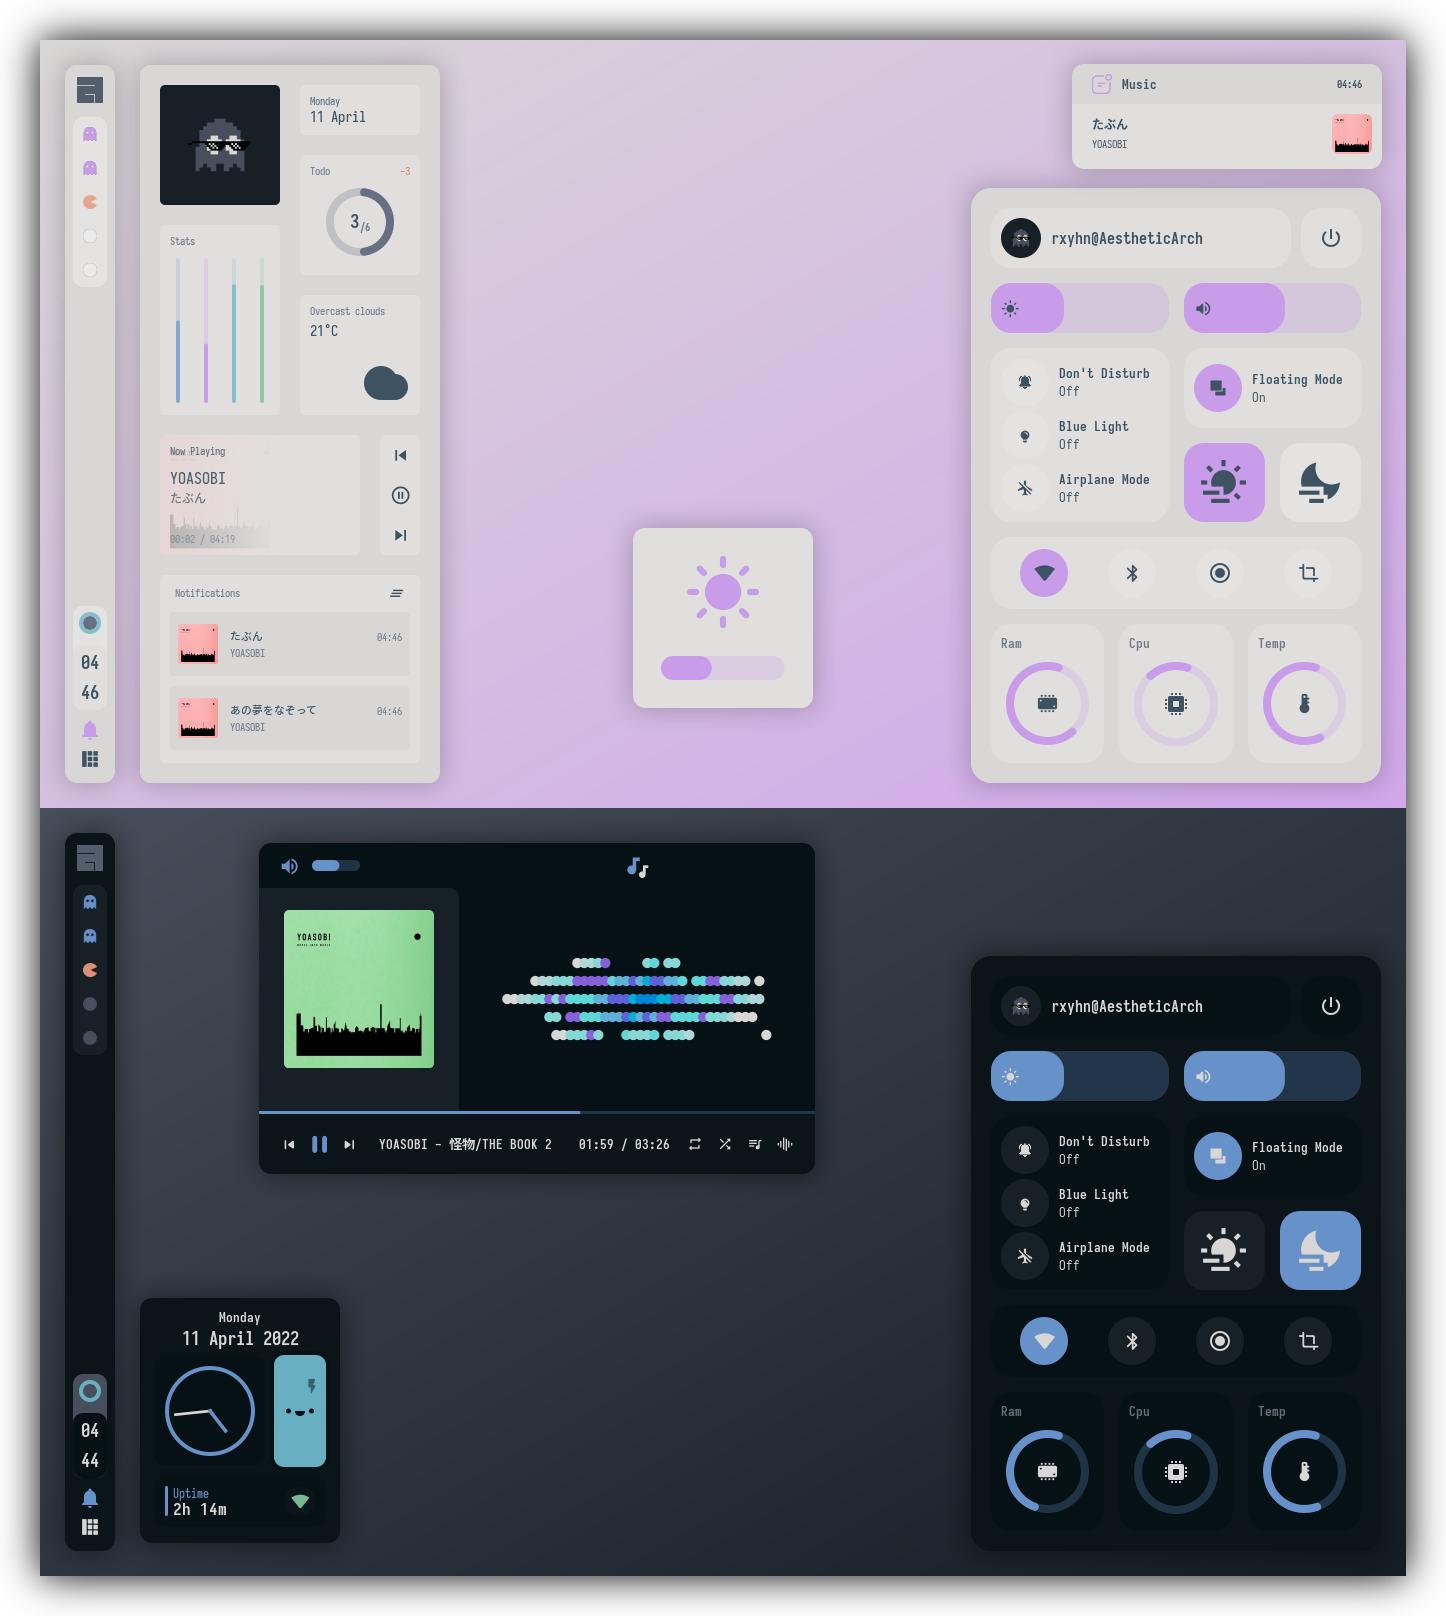 Monday
11 April
Todo
-3
3/6
Stats
Overcast clouds
21°C
Now Playing
YOASOBI
たぶん
00:02 / 04:19
Notifications
たぶん
YOASOBI
04:46
あの夢をなぞって
YOASOBI
04:46
04
46
Music
04:46
たぶん
YOASOBI
rxyhn@AestheticArch
Don't Disturb
Off
Blue Light
Off
Airplane Mode
Off
Floating Mode
On
Ram
Cpu
Temp
YOASOBI
YOASOBI - 怪物/THE BOOK 2
01:59 / 03:26
Monday
11 April 2022
Uptime
2h 14m
04
44
rxyhn@AestheticArch
Don't Disturb
Off
Blue Light
Off
Airplane Mode
Off
Floating Mode
On
Ram
Cpu
Temp